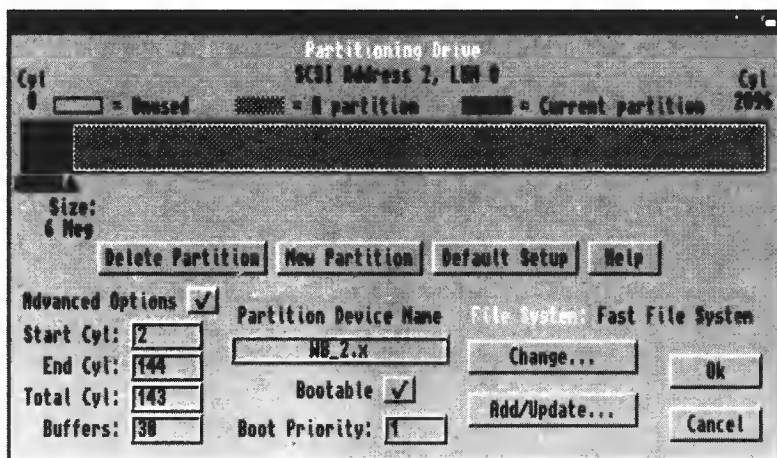 Partitioning Drive
SCSI Address 2, LUN 0
Cyl
0
= Unused
= A partition
= Current partition
Cyl
2096
Size:
6 Meg
Delete Partition
New Partition
Default Setup
Help
Advanced Options
Start Cyl: 2
End Cyl: 144
Total Cyl: 143
Buffers: 30
Partition Device Name
WB_2.x
Bootable
Boot Priority: 1
File System: Fast File System
Change...
Add/Update...
Ok
Cancel